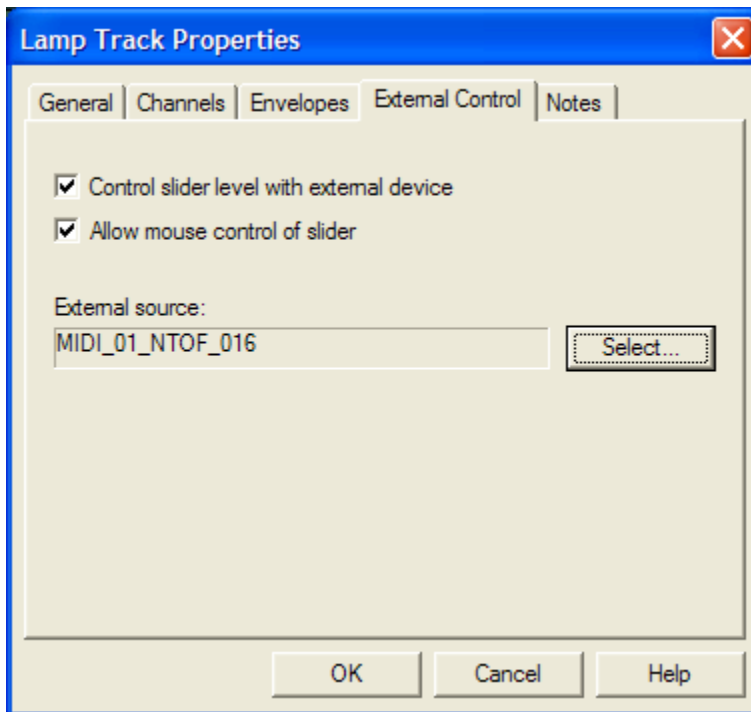 Lamp Track Properties
General Channels Envelopes External Control Notes
Control slider level with external device
Allow mouse control of slider
External source:
MIDI_01_NTOF_016 Select...
OK Cancel Help